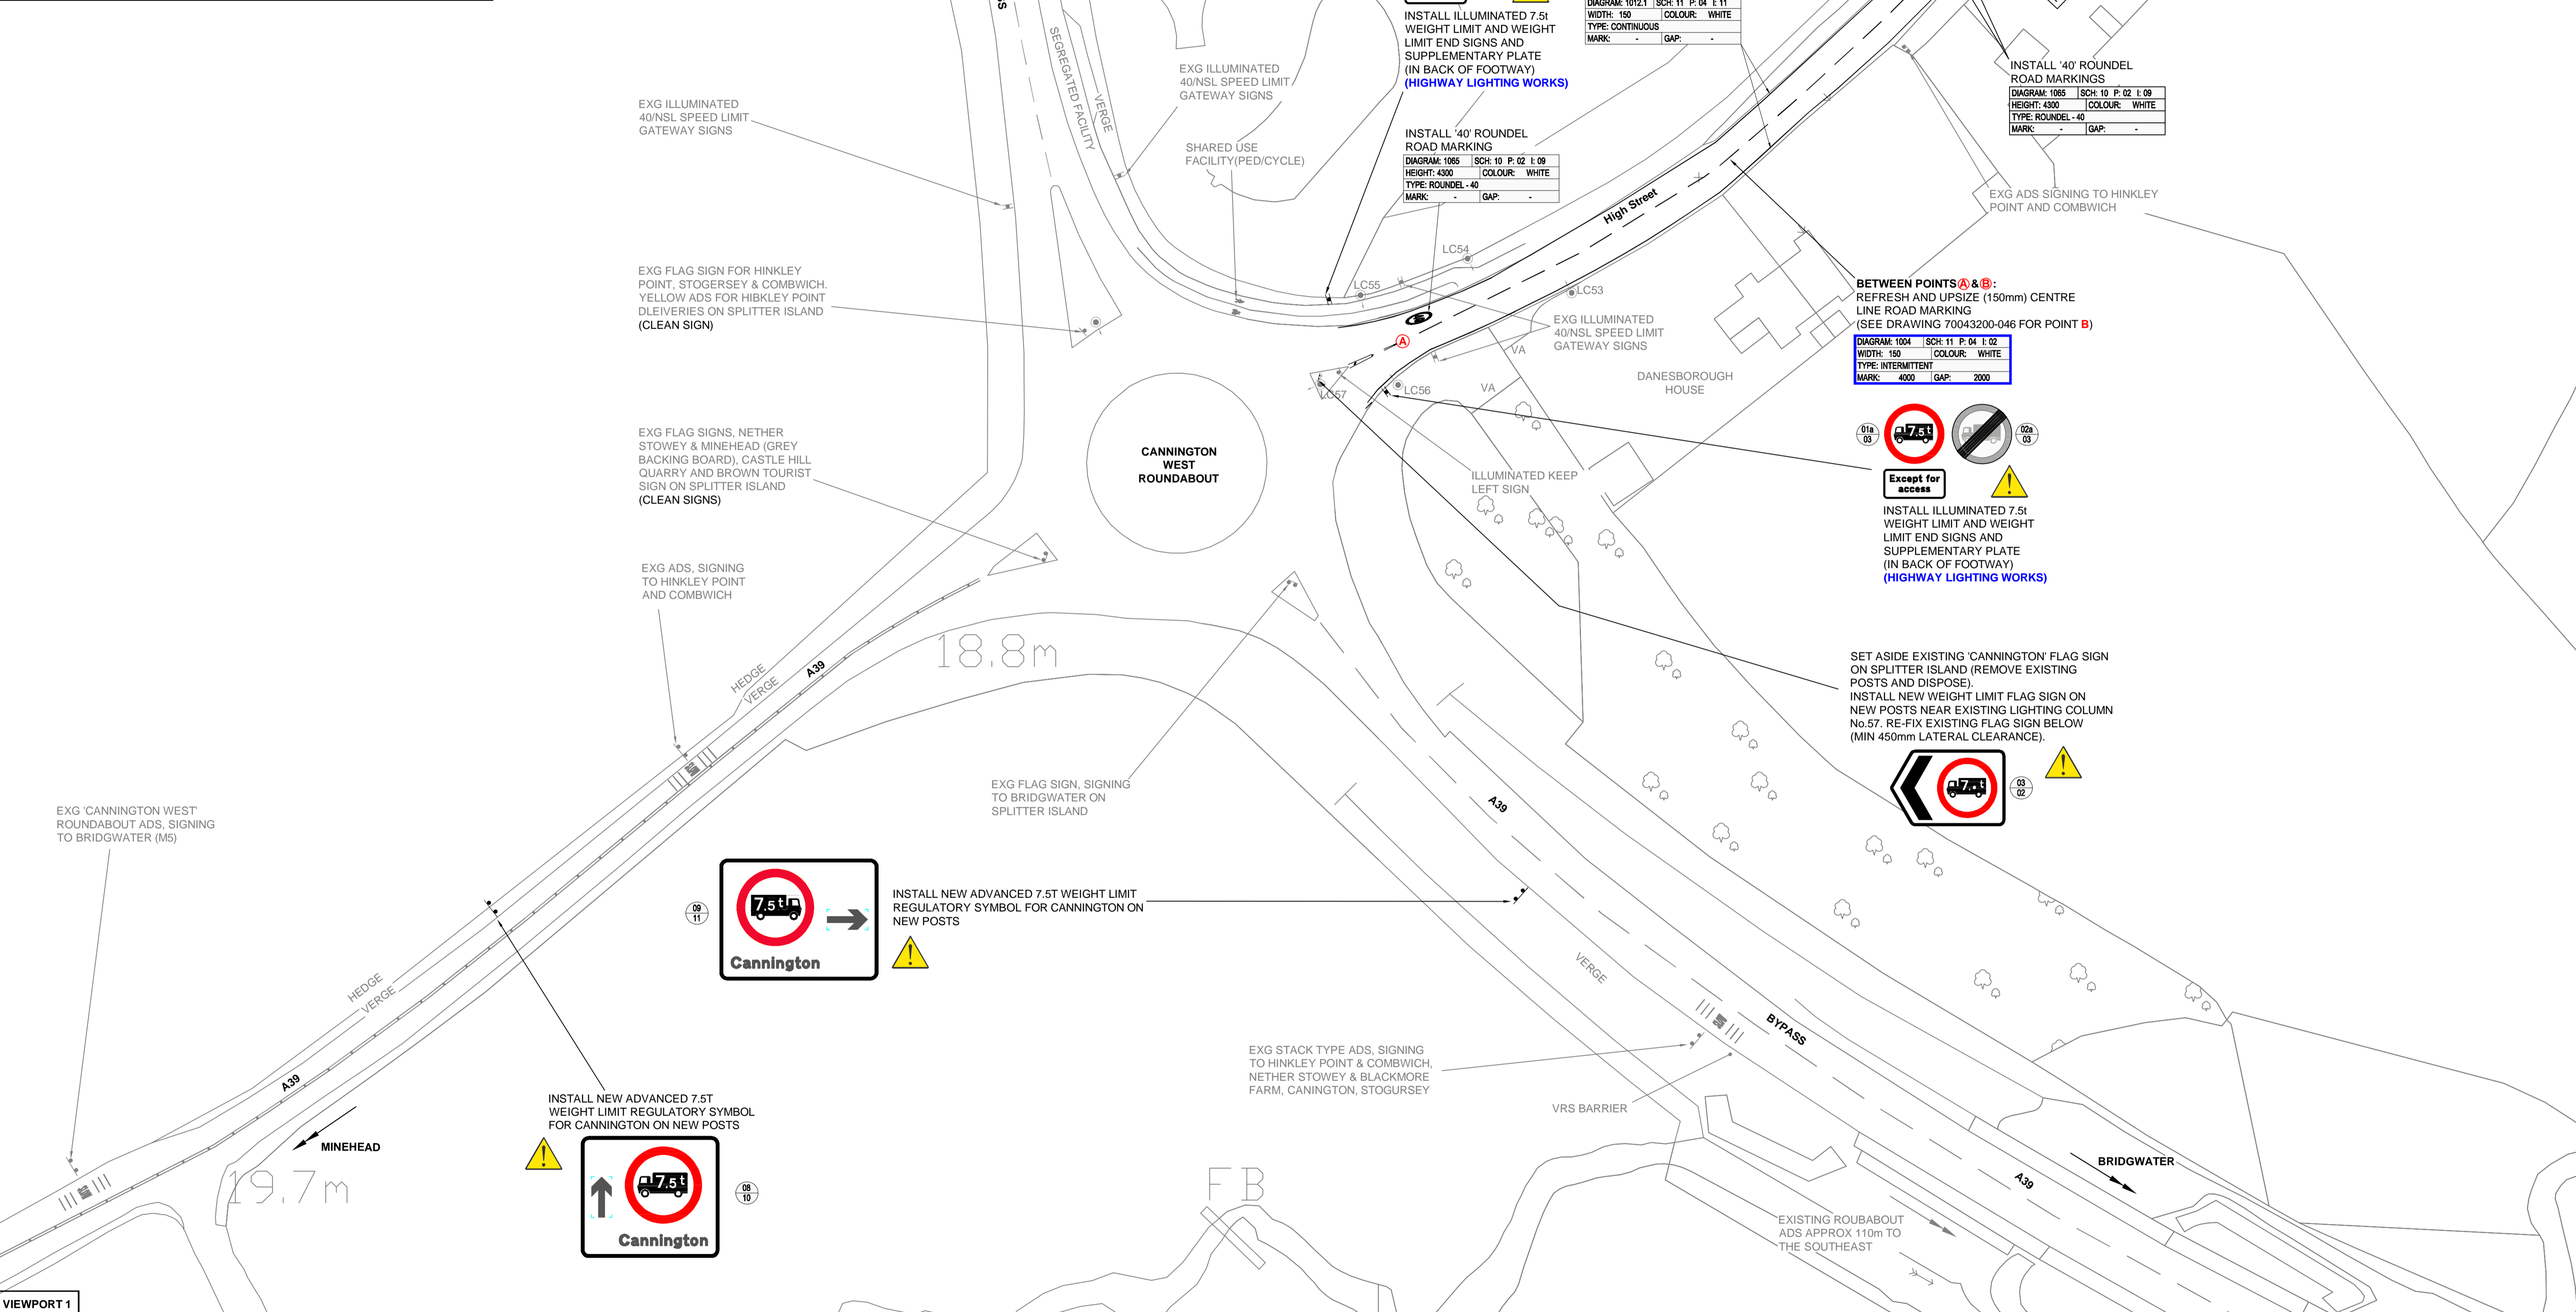 INSTALL ILLUMINATED 7.5t
WEIGHT LIMIT AND WEIGHT
LIMIT END SIGNS AND
SUPPLEMENTARY PLATE
(IN BACK OF FOOTWAY)
(HIGHWAY LIGHTING WORKS)
DIAGRAM: 1012.1 SCH: 11 P: 04 I: 11
WIDTH: 150 COLOUR: WHITE
TYPE: CONTINUOUS
MARK: - GAP: -
INSTALL '40' ROUNDEL
ROAD MARKINGS
DIAGRAM: 1065 SCH: 10 P: 02 I: 09
HEIGHT: 4300 COLOUR: WHITE
TYPE: ROUNDEL - 40
MARK: - GAP: -
EXG ILLUMINATED
40/NSL SPEED LIMIT
GATEWAY SIGNS
SEGREGATED FACILITY
VERGE
EXG ILLUMINATED
40/NSL SPEED LIMIT
GATEWAY SIGNS
SHARED USE
FACILITY(PED/CYCLE)
INSTALL '40' ROUNDEL
ROAD MARKING
DIAGRAM: 1065 SCH: 10 P: 02 I: 09
HEIGHT: 4300 COLOUR: WHITE
TYPE: ROUNDEL - 40
MARK: - GAP: -
High Street
EXG ADS SIGNING TO HINKLEY
POINT AND COMBWICH
LC54
LC55
LC53
EXG FLAG SIGN FOR HINKLEY
POINT, STOGERSEY & COMBWICH.
YELLOW ADS FOR HIBKLEY POINT
DLEIVERIES ON SPLITTER ISLAND
(CLEAN SIGN)
A
EXG ILLUMINATED
40/NSL SPEED LIMIT
GATEWAY SIGNS
VA
VA
LC57
LC56
DANESBOROUGH
HOUSE
BETWEEN POINTS A & B :
REFRESH AND UPSIZE (150mm) CENTRE
LINE ROAD MARKING
(SEE DRAWING 70043200-046 FOR POINT B)
DIAGRAM: 1004 SCH: 11 P: 04 I: 02
WIDTH: 150 COLOUR: WHITE
TYPE: INTERMITTENT
MARK: 4000 GAP: 2000
01a
03
7.5t
02a
03
Except for
access
INSTALL ILLUMINATED 7.5t
WEIGHT LIMIT AND WEIGHT
LIMIT END SIGNS AND
SUPPLEMENTARY PLATE
(IN BACK OF FOOTWAY)
(HIGHWAY LIGHTING WORKS)
EXG FLAG SIGNS, NETHER
STOWEY & MINEHEAD (GREY
BACKING BOARD), CASTLE HILL
QUARRY AND BROWN TOURIST
SIGN ON SPLITTER ISLAND
(CLEAN SIGNS)
CANNINGTON
WEST
ROUNDABOUT
ILLUMINATED KEEP
LEFT SIGN
EXG ADS, SIGNING
TO HINKLEY POINT
AND COMBWICH
18.8m
HEDGE
VERGE
A39
SET ASIDE EXISTING 'CANNINGTON' FLAG SIGN
ON SPLITTER ISLAND (REMOVE EXISTING
POSTS AND DISPOSE).
INSTALL NEW WEIGHT LIMIT FLAG SIGN ON
NEW POSTS NEAR EXISTING LIGHTING COLUMN
No.57. RE-FIX EXISTING FLAG SIGN BELOW
(MIN 450mm LATERAL CLEARANCE).
03
02
EXG FLAG SIGN, SIGNING
TO BRIDGWATER ON
SPLITTER ISLAND
A39
EXG 'CANNINGTON WEST'
ROUNDABOUT ADS, SIGNING
TO BRIDGWATER (M5)
09
11
7.5t
Cannington
INSTALL NEW ADVANCED 7.5T WEIGHT LIMIT
REGULATORY SYMBOL FOR CANNINGTON ON
NEW POSTS
VERGE
HEDGE
VERGE
BYPASS
EXG STACK TYPE ADS, SIGNING
TO HINKLEY POINT & COMBWICH,
NETHER STOWEY & BLACKMORE
FARM, CANINGTON, STOGURSEY
VRS BARRIER
A39
INSTALL NEW ADVANCED 7.5T
WEIGHT LIMIT REGULATORY SYMBOL
FOR CANNINGTON ON NEW POSTS
7.5t
Cannington
08
10
MINEHEAD
19.7m
FB
BRIDGWATER
A39
EXISTING ROUBABOUT
ADS APPROX 110m TO
THE SOUTHEAST
VIEWPORT 1